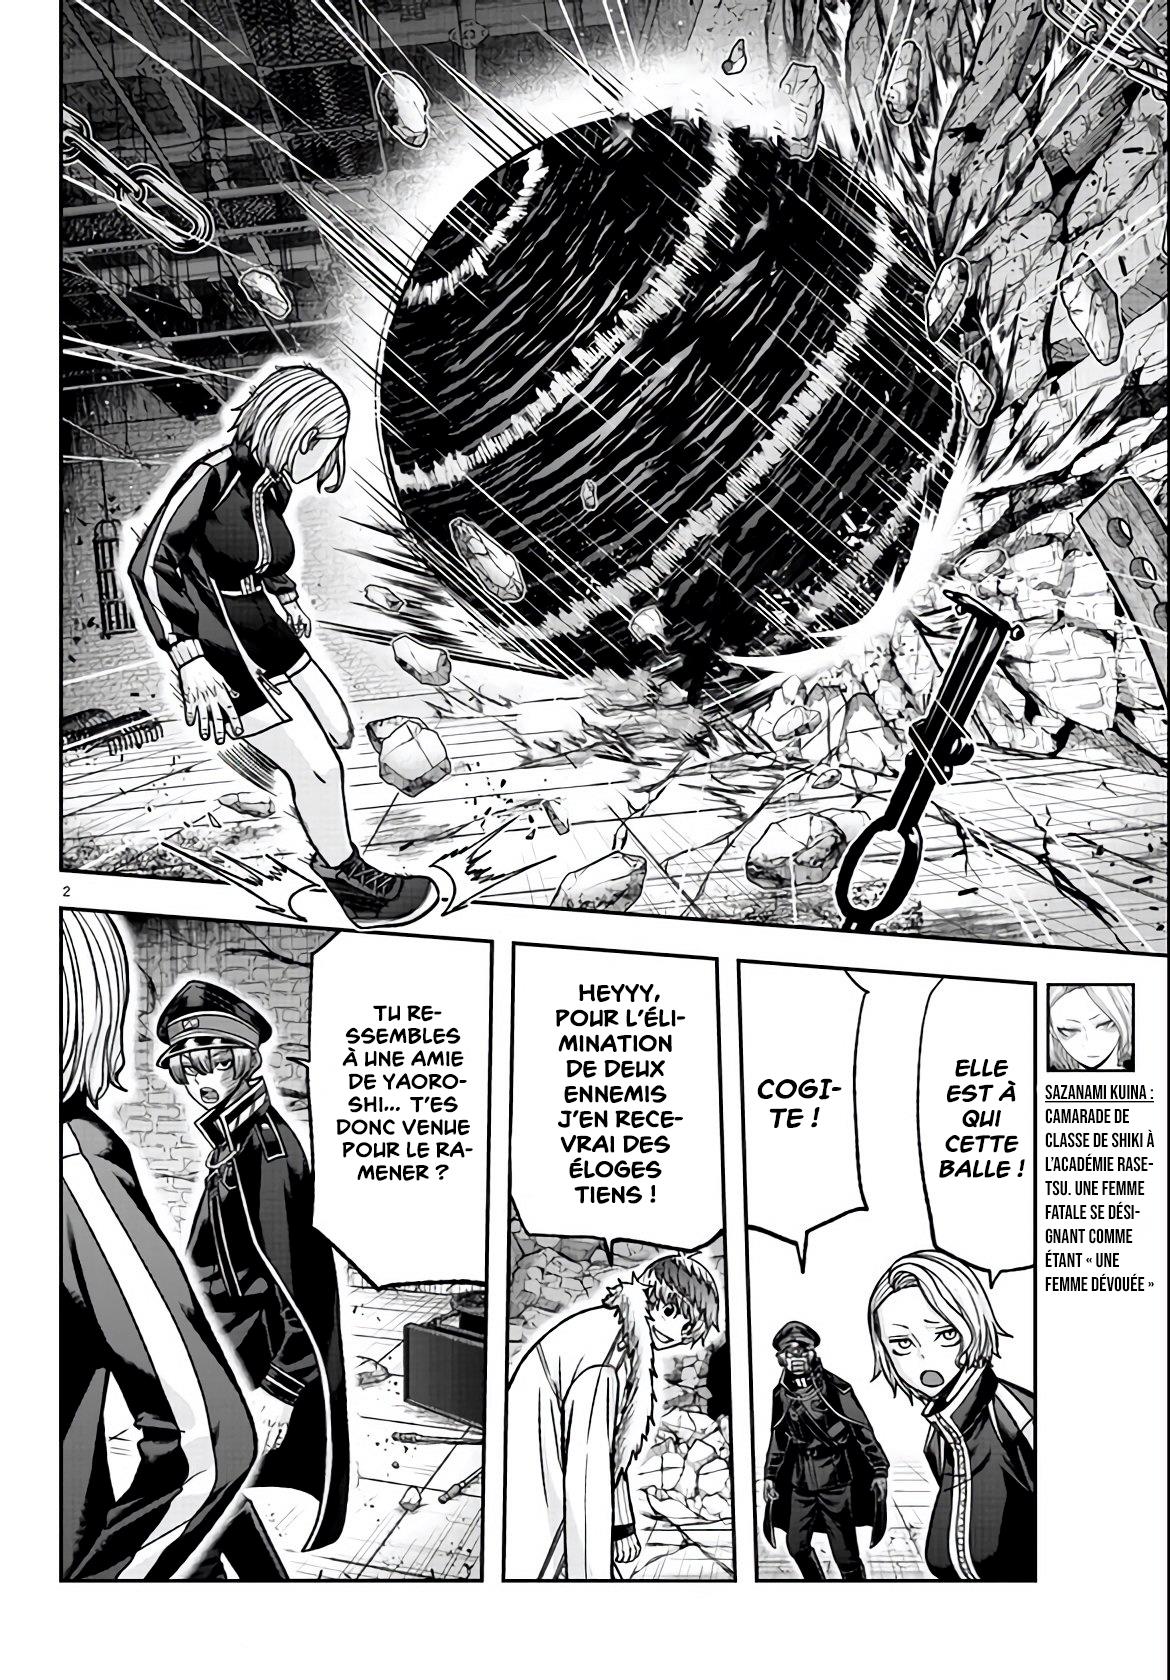 2
SAZANAMI KUINA :
CAMARADE DE
CLASSE DE SHIKI À
L'ACADÉMIE RASE-
TSU. UNE FEMME
FATALE SE DÉSI-
GNANT COMME
ÉTANT « UNE
FEMME DÉVOUÉE »
ELLE
EST À
QUI
CETTE
BALLE !
COGI-
TE !
HEYYY,
POUR L'ÉLI-
MINATION
DE DEUX
ENNEMIS
J'EN RECE-
VRAI DES
ÉLOGES
TIENS !
TU RE-
SSEMBLES
À UNE AMIE
DE YAORO-
SHI... T'ES
DONC VENUE
POUR LE RA-
MENER ?